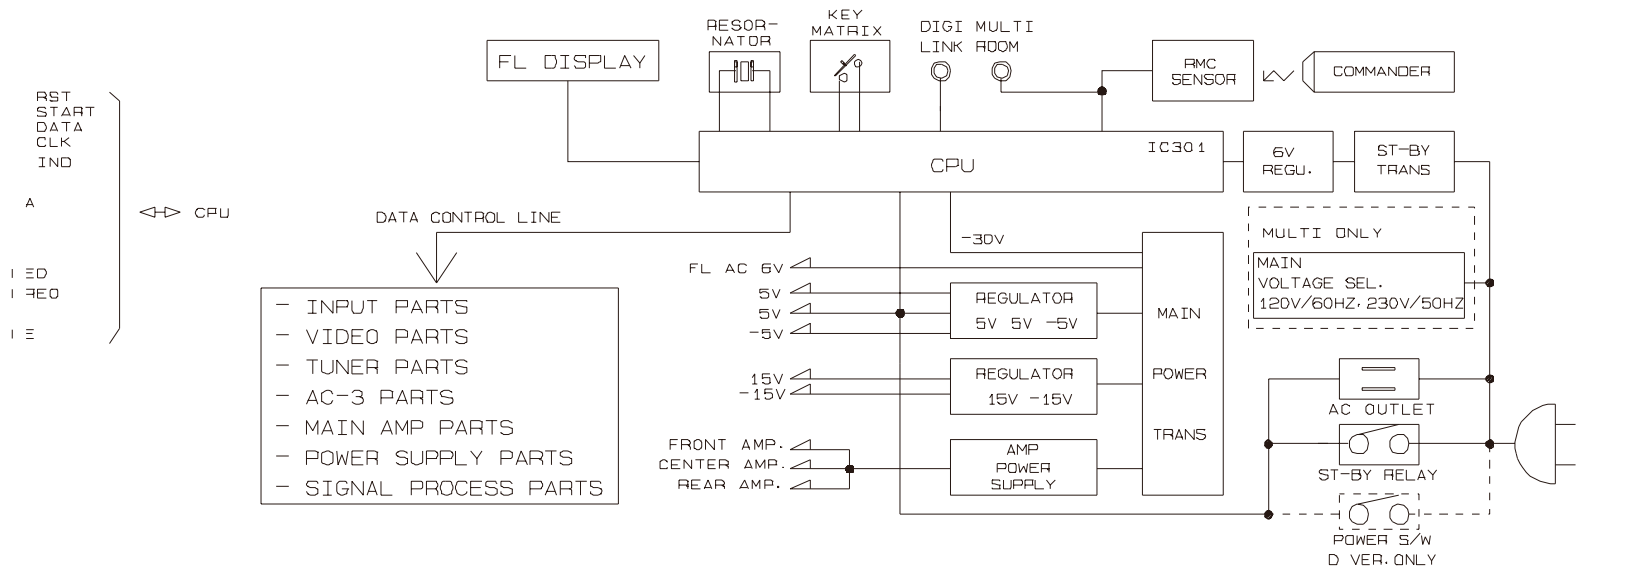 RST
START
DATA
CLK
IND
A
CPU
FL DISPLAY
RESOR-
NATOR
KEY
MATRIX
DIGI MULTI
LINK ROOM
RMC
SENSOR
COMMANDER
IC301
CPU
6V
REGU.
ST-BY
TRANS
DATA CONTROL LINE
- INPUT PARTS
- VIDEO PARTS
- TUNER PARTS
- AC-3 PARTS
- MAIN AMP PARTS
- POWER SUPPLY PARTS
- SIGNAL PROCESS PARTS
-30V
FL AC 6V
5V
5V
-5V
REGULATOR
5V 5V -5V
15V
-15V
REGULATOR
15V -15V
FRONT AMP.
CENTER AMP.
REAR AMP.
AMP
POWER
SUPPLY
MAIN
POWER
TRANS
MULTI ONLY
MAIN
VOLTAGE SEL.
120V/60HZ, 230V/50HZ
AC OUTLET
ST-BY RELAY
POWER S/W
D VER. ONLY